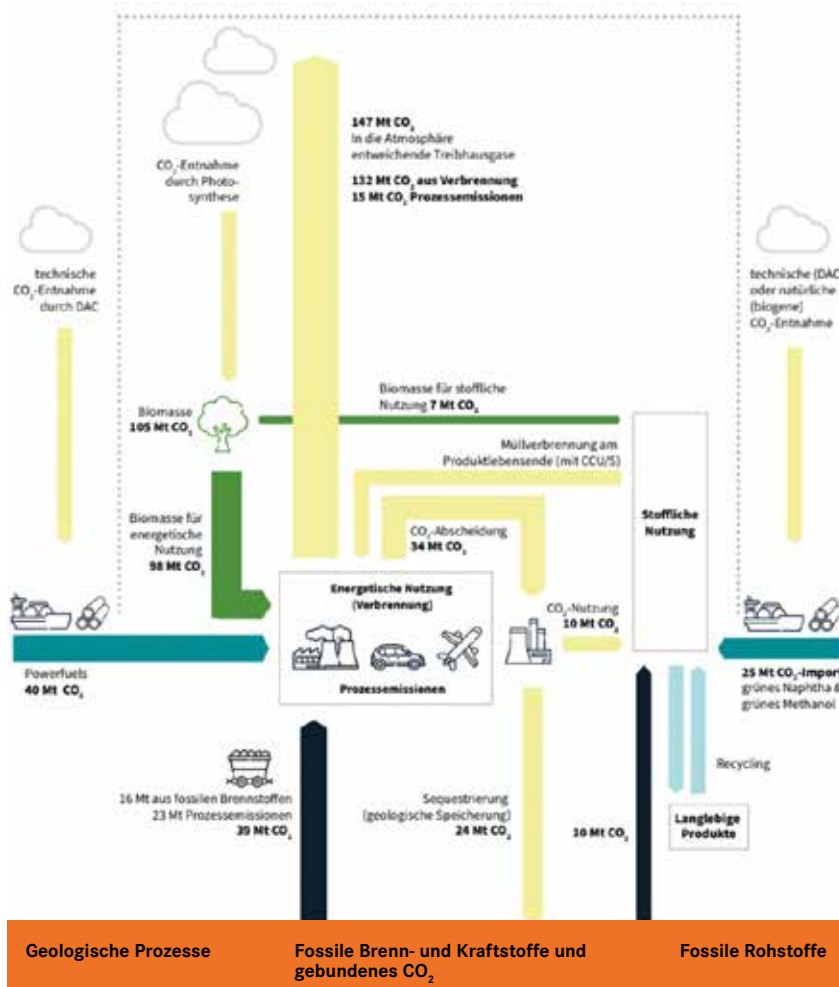 147 Mt CO₂
In die Atmosphäre
entweichende Treibhausgase
132 Mt CO₂ aus Verbrennung
15 Mt CO₂ Prozessemissionen
CO₂-Entnahme
durch Photo-
synthese
technische
CO₂-Entnahme
durch DAC
technische (DAC
oder natürliche
(biogene)
CO₂-Entnahme
Biomasse
105 Mt CO₂
Biomasse für stoffliche
Nutzung 7 Mt CO₂
Müllverbrennung am
Produktlebensende (mit CCU/S)
Biomasse für
energetische
Nutzung
98 Mt CO₂
CO₂-Abscheidung
34 Mt CO₂
Stoffliche
Nutzung
Energetische Nutzung
(Verbrennung)
Prozessemissionen
CO₂-Nutzung
10 Mt CO₂
Powerfuels
40 Mt CO₂
25 Mt CO₂-Import
grünes Naphtha &
grünes Methanol
Recycling
16 Mt aus fossilen Brennstoffen
23 Mt Prozessemissionen
39 Mt CO₂
Sequestrierung
(geologische Speicherung)
24 Mt CO₂
10 Mt CO₂
Langlebige
Produkte
Geologische Prozesse
Fossile Brenn- und Kraftstoffe und
gebundenes CO₂
Fossile Rohstoffe